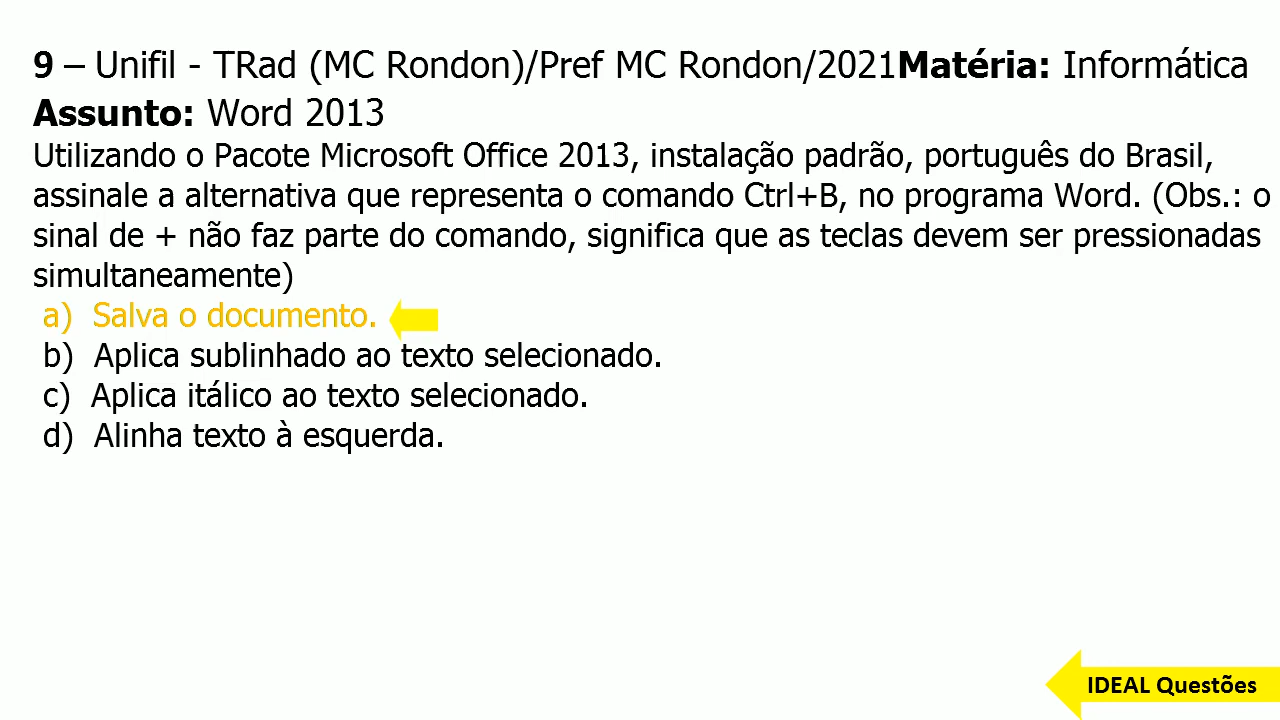 9 – Unifil - TRad (MC Rondon)/Pref MC Rondon/2021Matéria: Informática
Assunto: Word 2013
Utilizando o Pacote Microsoft Office 2013, instalação padrão, português do Brasil,
assinale a alternativa que representa o comando Ctrl+B, no programa Word. (Obs.: o
sinal de + não faz parte do comando, significa que as teclas devem ser pressionadas
simultaneamente)
a) Salva o documento.
b) Aplica sublinhado ao texto selecionado.
c) Aplica itálico ao texto selecionado.
d) Alinha texto à esquerda.
IDEAL Questões